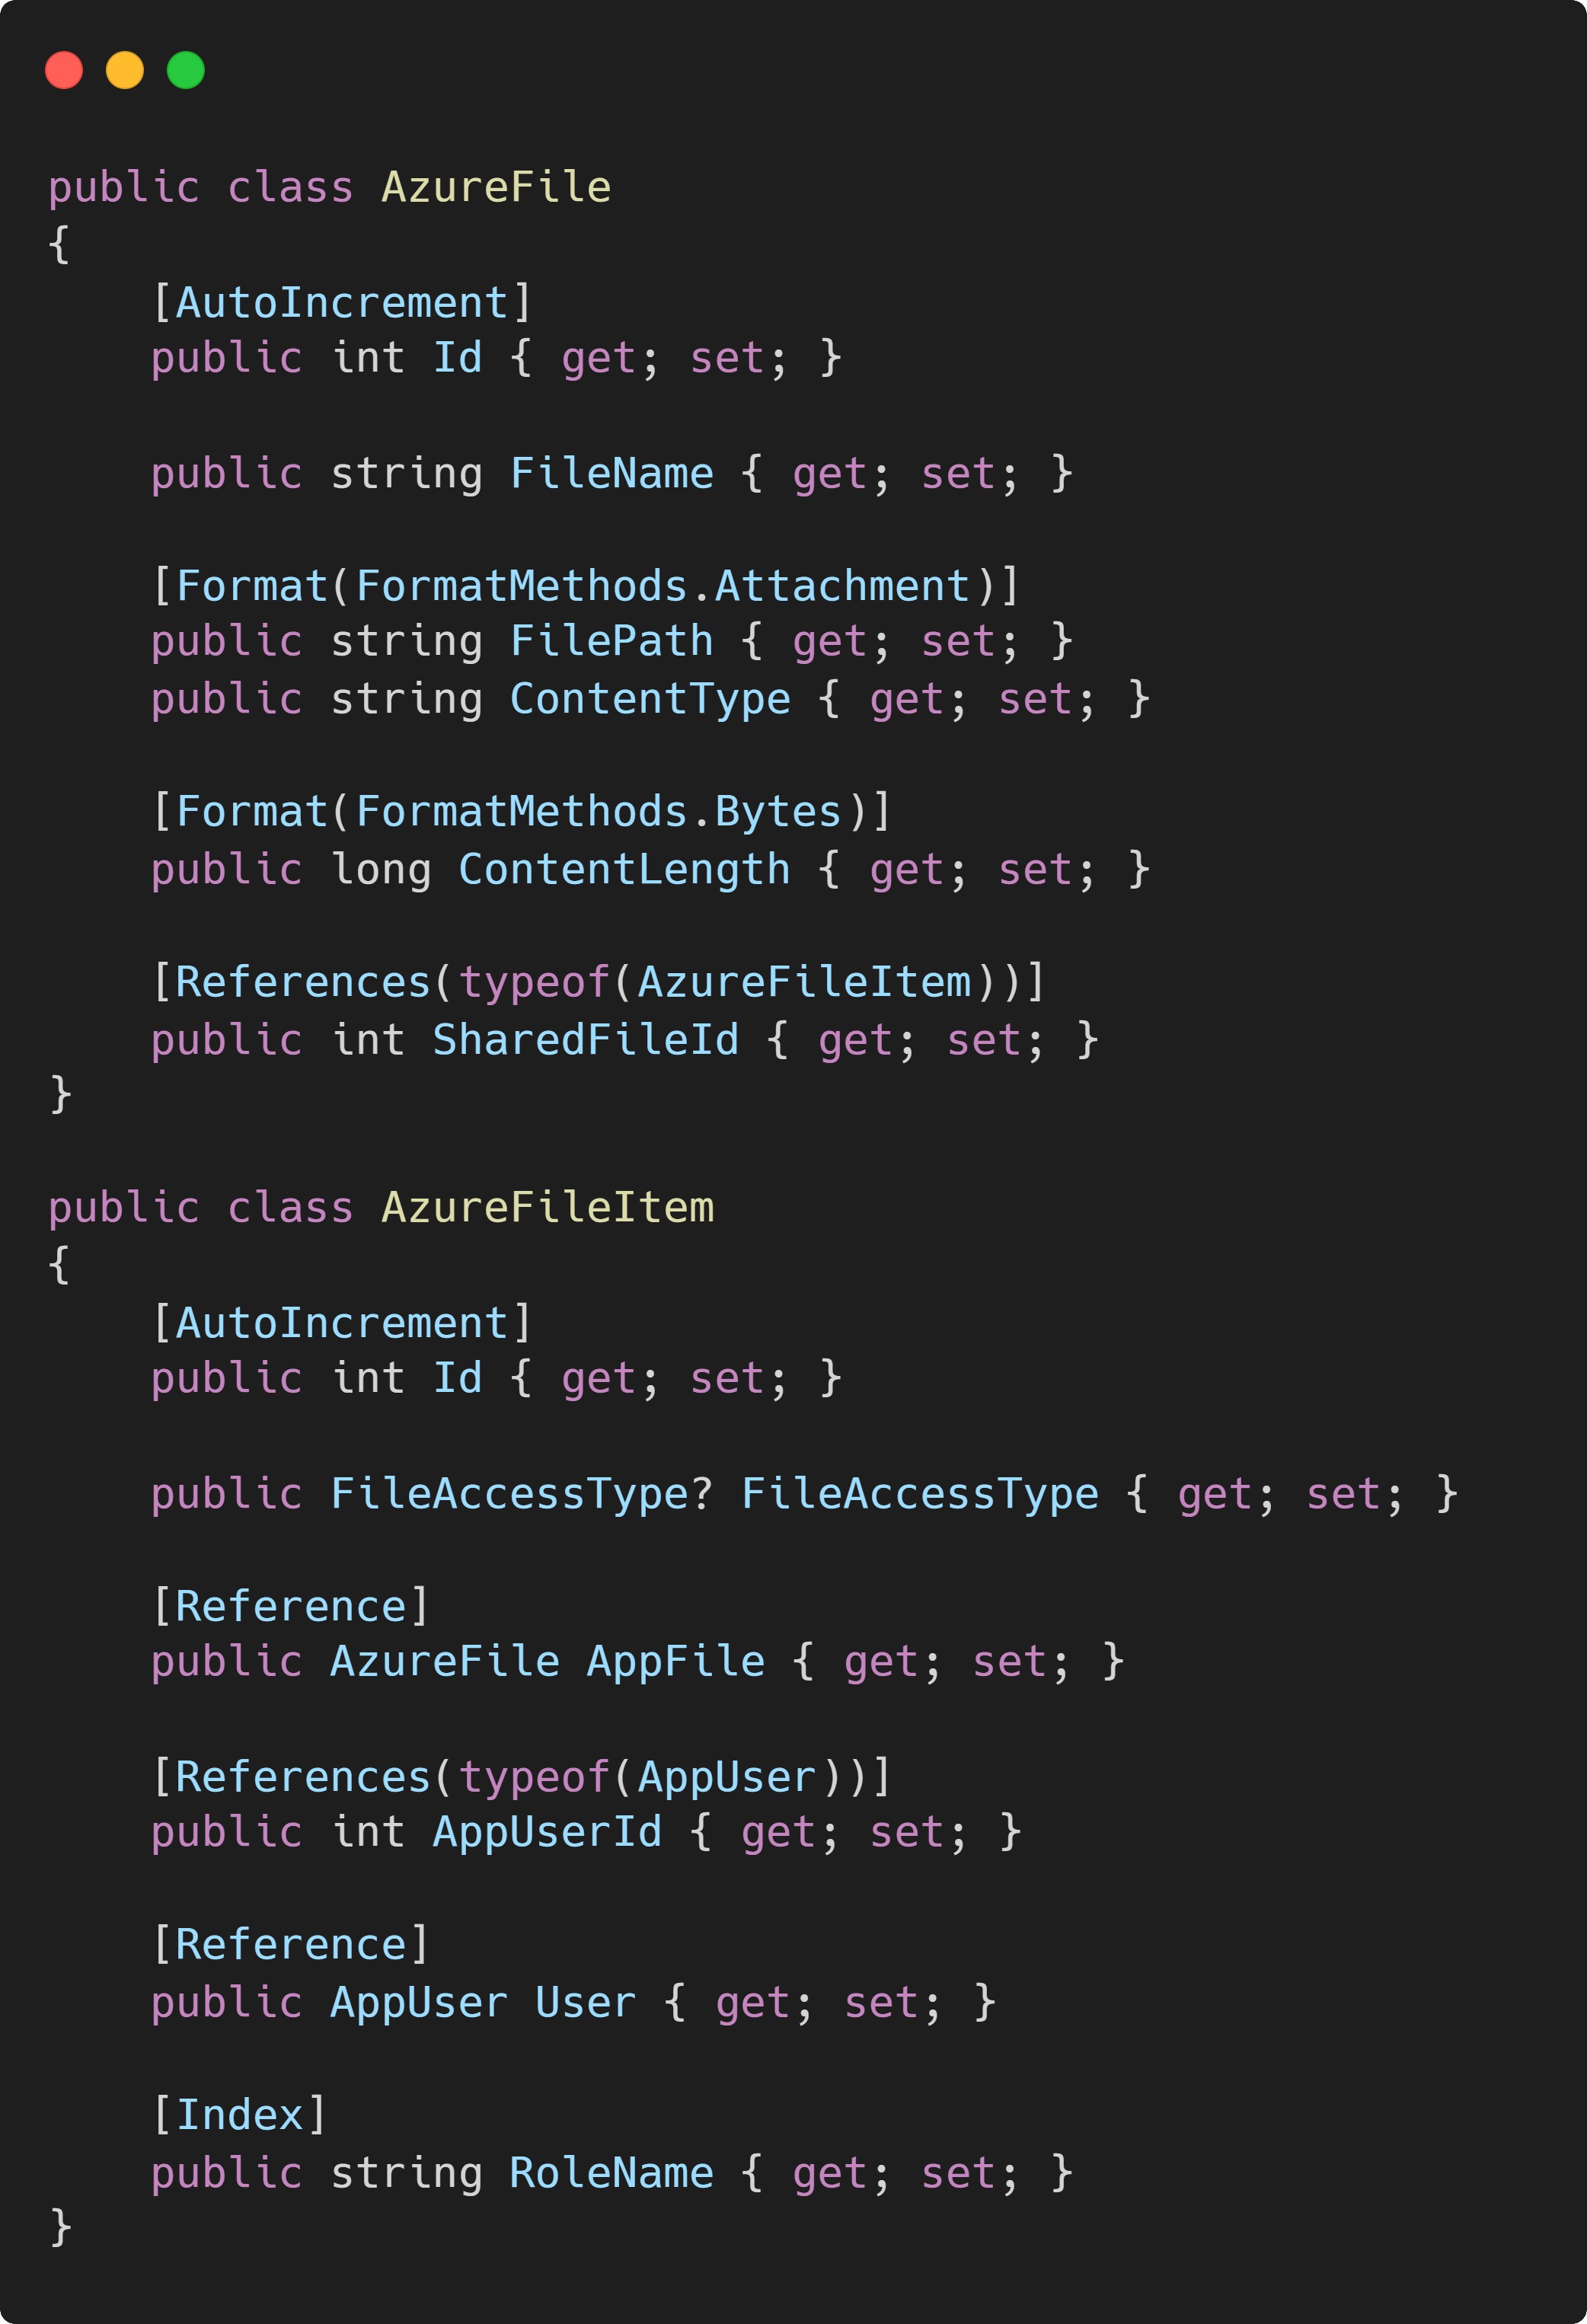 public class AzureFile
{
    [AutoIncrement]
    public int Id { get; set; }

    public string FileName { get; set; }

    [Format(FormatMethods.Attachment)]
    public string FilePath { get; set; }
    public string ContentType { get; set; }

    [Format(FormatMethods.Bytes)]
    public long ContentLength { get; set; }

    [References(typeof(AzureFileItem))]
    public int SharedFileId { get; set; }
}

public class AzureFileItem
{
    [AutoIncrement]
    public int Id { get; set; }

    public FileAccessType? FileAccessType { get; set; }

    [Reference]
    public AzureFile AppFile { get; set; }

    [References(typeof(AppUser))]
    public int AppUserId { get; set; }

    [Reference]
    public AppUser User { get; set; }

    [Index]
    public string RoleName { get; set; }
}